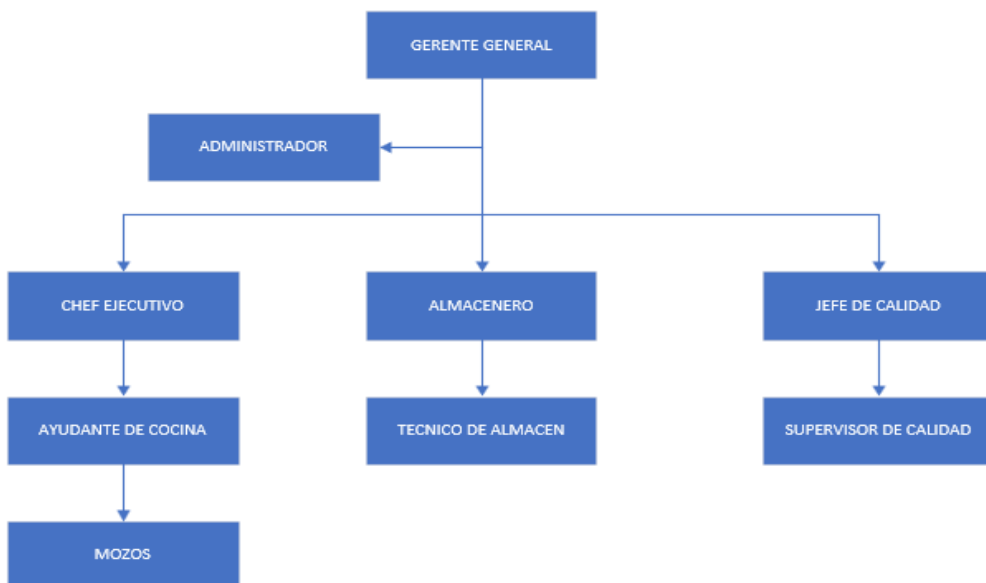 GERENTE GENERAL
ADMINISTRADOR
CHEF EJECUTIVO
ALMACENERO
JEFE DE CALIDAD
AYUDANTE DE COCINA
TECNICO DE ALMACEN
SUPERVISOR DE CALIDAD
MOZOS